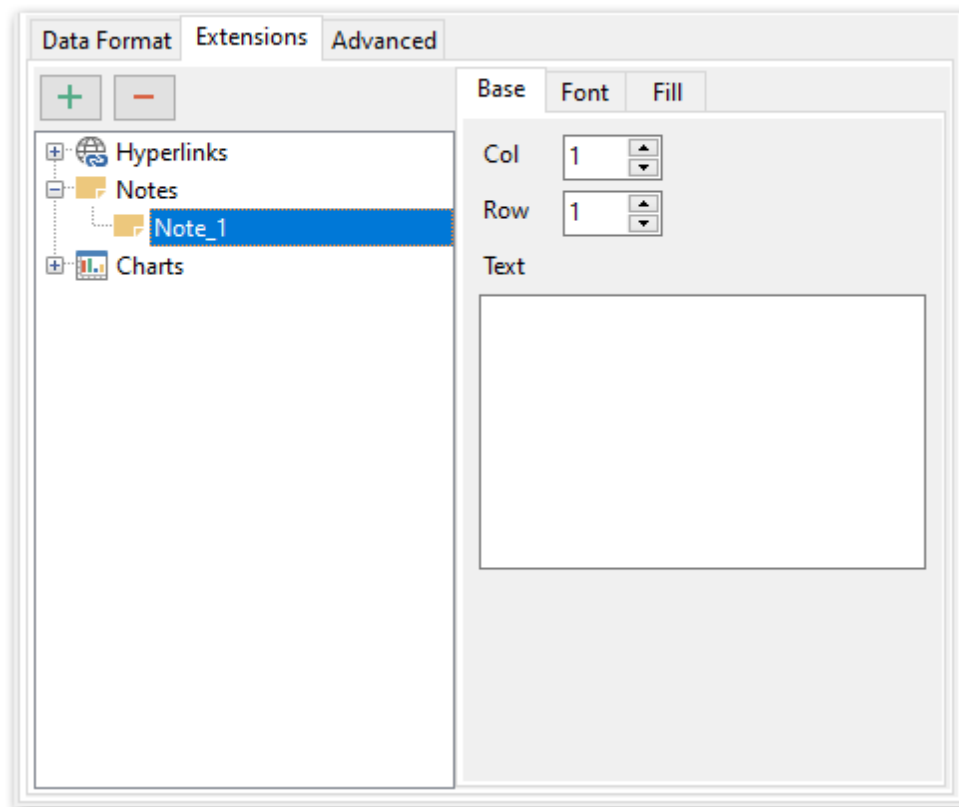 Data Format Extensions Advanced
Base Font Fill
Hyperlinks
Notes
Note_1
Charts
Col 1
Row 1
Text